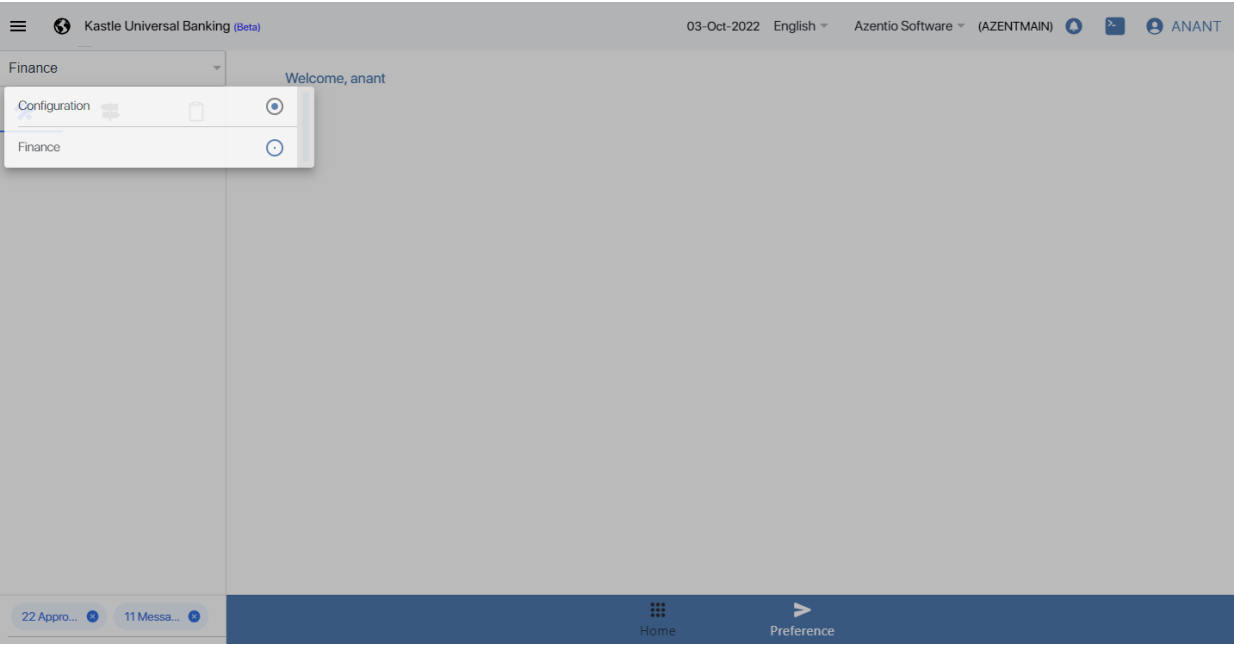 Kastle Universal Banking (Beta) 03-Oct-2022 English Azentio Software (AZENTMAIN) ANANT
Finance
Welcome, anant
Configuration
Finance
22 Appro... 11 Messa...
Home Preference